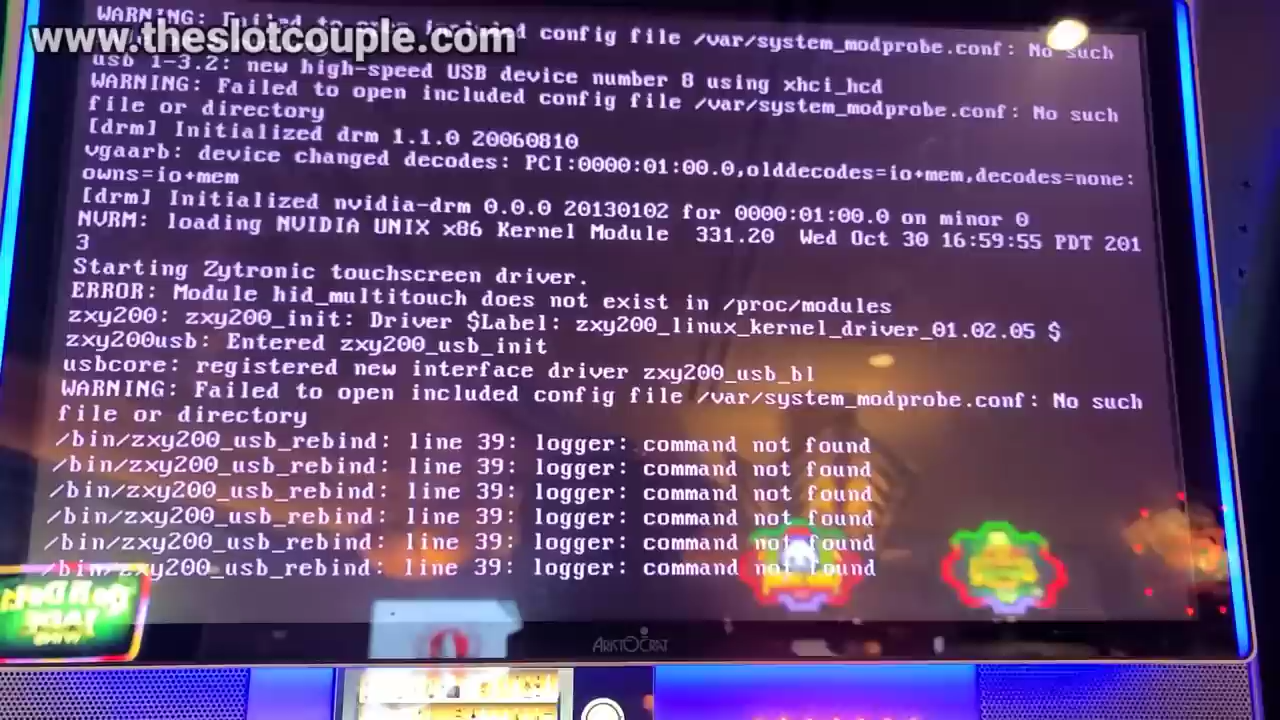 WARNING: Failed to open included config file /var/system_modprobe.conf: No such
www.theslotcouple.com
usb 1-3.2: new high-speed USB device number 8 using xhci_hcd
WARNING: Failed to open included config file /var/system_modprobe.conf: No such
file or directory
[drm] Initialized drm 1.1.0 20060810
vgaarb: device changed decodes: PCI:0000:01:00.0,olddecodes=io+mem,decodes=none:
owns=io+mem
[drm] Initialized nvidia-drm 0.0.0 20130102 for 0000:01:00.0 on minor 0
NVRM: loading NVIDIA UNIX x86 Kernel Module  331.20  Wed Oct 30 16:59:55 PDT 201
3
Starting Zytronic touchscreen driver.
ERROR: Module hid_multitouch does not exist in /proc/modules
zxy200: zxy200_init: Driver $Label: zxy200_linux_kernel_driver_01.02.05 $
zxy200usb: Entered zxy200_usb_init
usbcore: registered new interface driver zxy200_usb_bl
WARNING: Failed to open included config file /var/system_modprobe.conf: No such
file or directory
/bin/zxy200_usb_rebind: line 39: logger: command not found
/bin/zxy200_usb_rebind: line 39: logger: command not found
/bin/zxy200_usb_rebind: line 39: logger: command not found
/bin/zxy200_usb_rebind: line 39: logger: command not found
/bin/zxy200_usb_rebind: line 39: logger: command not found
/bin/zxy200_usb_rebind: line 39: logger: command not found
ARISTOCRAT